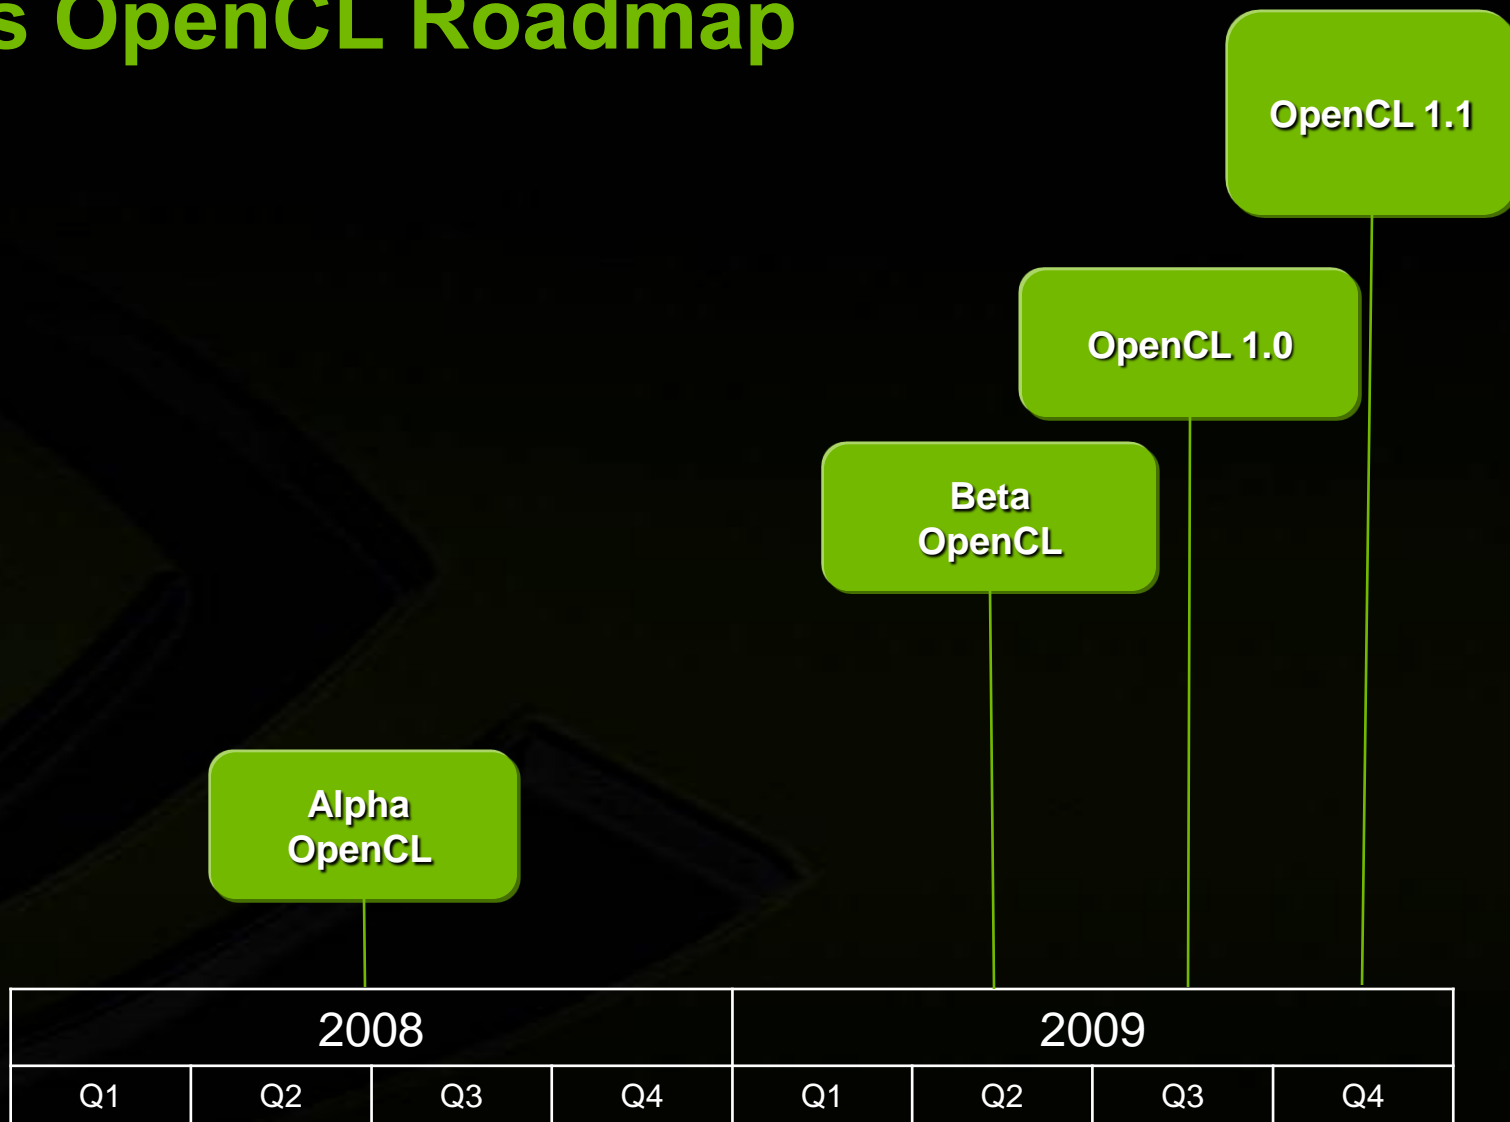 s OpenCL Roadmap
OpenCL 1.1
OpenCL 1.0
Beta
OpenCL
Alpha
OpenCL
2008 2009
Q1 Q2 Q3 Q4 Q1 Q2 Q3 Q4